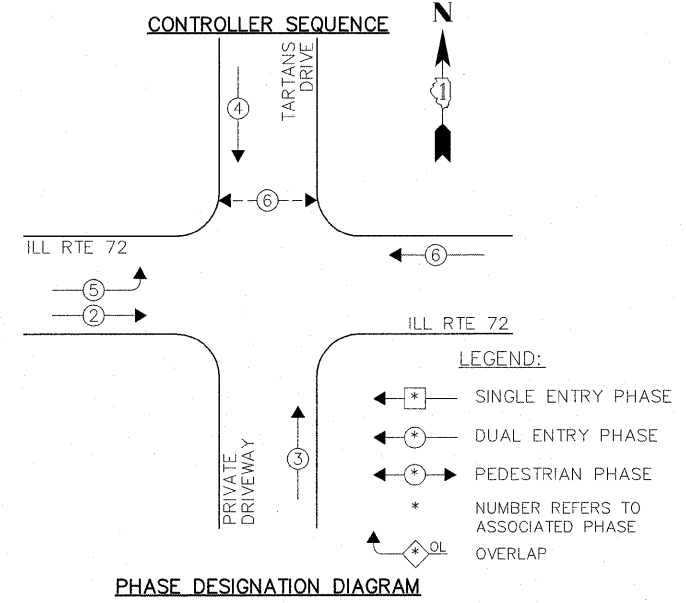 CONTROLLER SEQUENCE
N
1
TARTANS
DRIVE
4
6
ILL RTE 72
6
5
2
ILL RTE 72
LEGEND:
* SINGLE ENTRY PHASE
* DUAL ENTRY PHASE
* PEDESTRIAN PHASE
* NUMBER REFERS TO
ASSOCIATED PHASE
* OL OVERLAP
3
PRIVATE
DRIVEWAY
PHASE DESIGNATION DIAGRAM